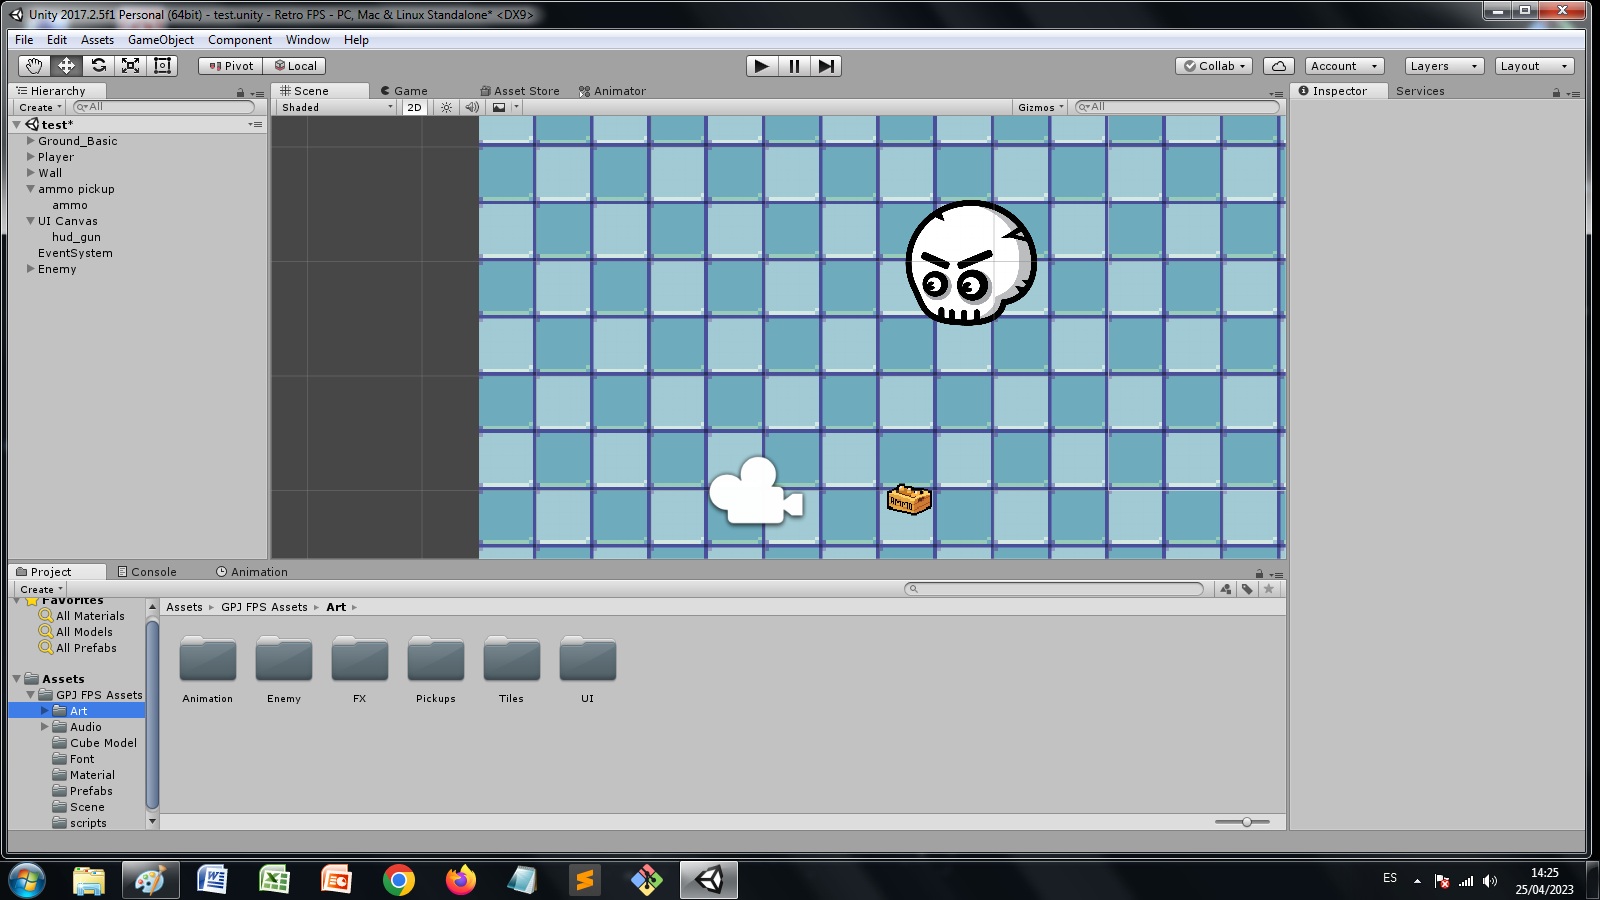 Unity 2017.2.5f1 Personal (64bit) - test.unity - Retro FPS - PC, Mac & Linux Standalone* <DX9>
File Edit Assets GameObject Component Window Help
Pivot Local Collab Account Layers Layout
Hierarchy
Create All
test*
Ground_Basic
Player
Wall
ammo pickup
ammo
UI Canvas
hud_gun
EventSystem
Enemy
Scene Game Asset Store Animator
Shaded 2D Gizmos All
AMMO
Inspector Services
Project Console Animation
Create
Favorites
All Materials
All Models
All Prefabs
Assets
GPJ FPS Assets
Art
Audio
Cube Model
Font
Material
Prefabs
Scene
scripts
Assets GPJ FPS Assets Art
Animation Enemy FX Pickups Tiles UI
ES
14:25
25/04/2023